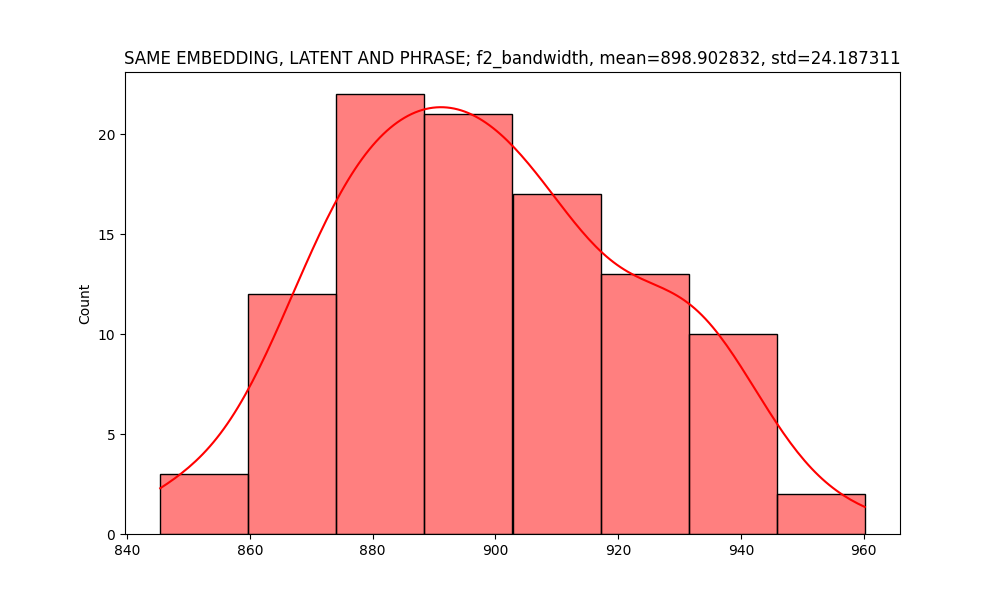 SAME EMBEDDING, LATENT AND PHRASE; f2_bandwidth, mean=898.902832, std=24.187311
Count
20
15
10
5
0
840 860 880 900 920 940 960